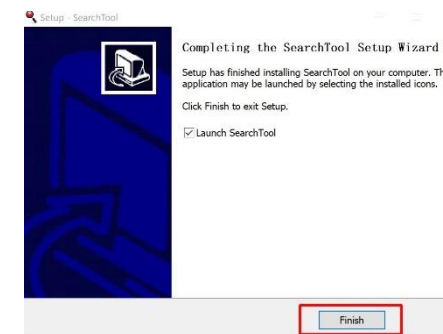 Setup - SearchTool
Completing the SearchTool Setup Wizard
Setup has finished installing SearchTool on your computer.
application may be launched by selecting the installed icons.
Click Finish to exit Setup.
Launch SearchTool
Finish